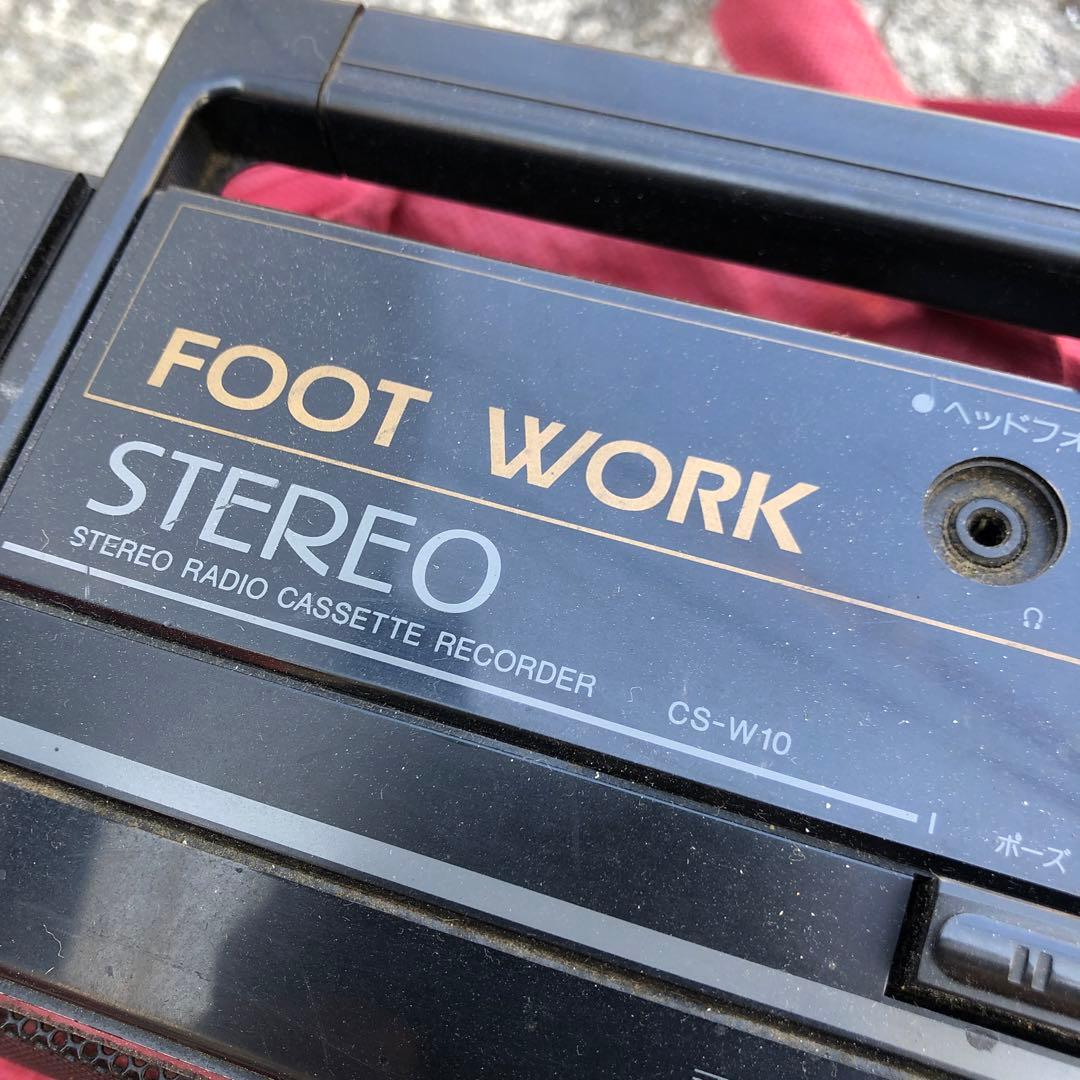 FOOT WORK
STEREO
STEREO RADIO CASSETTE RECORDER
CS-W10
ヘッドフォ
Ω
ポーズ